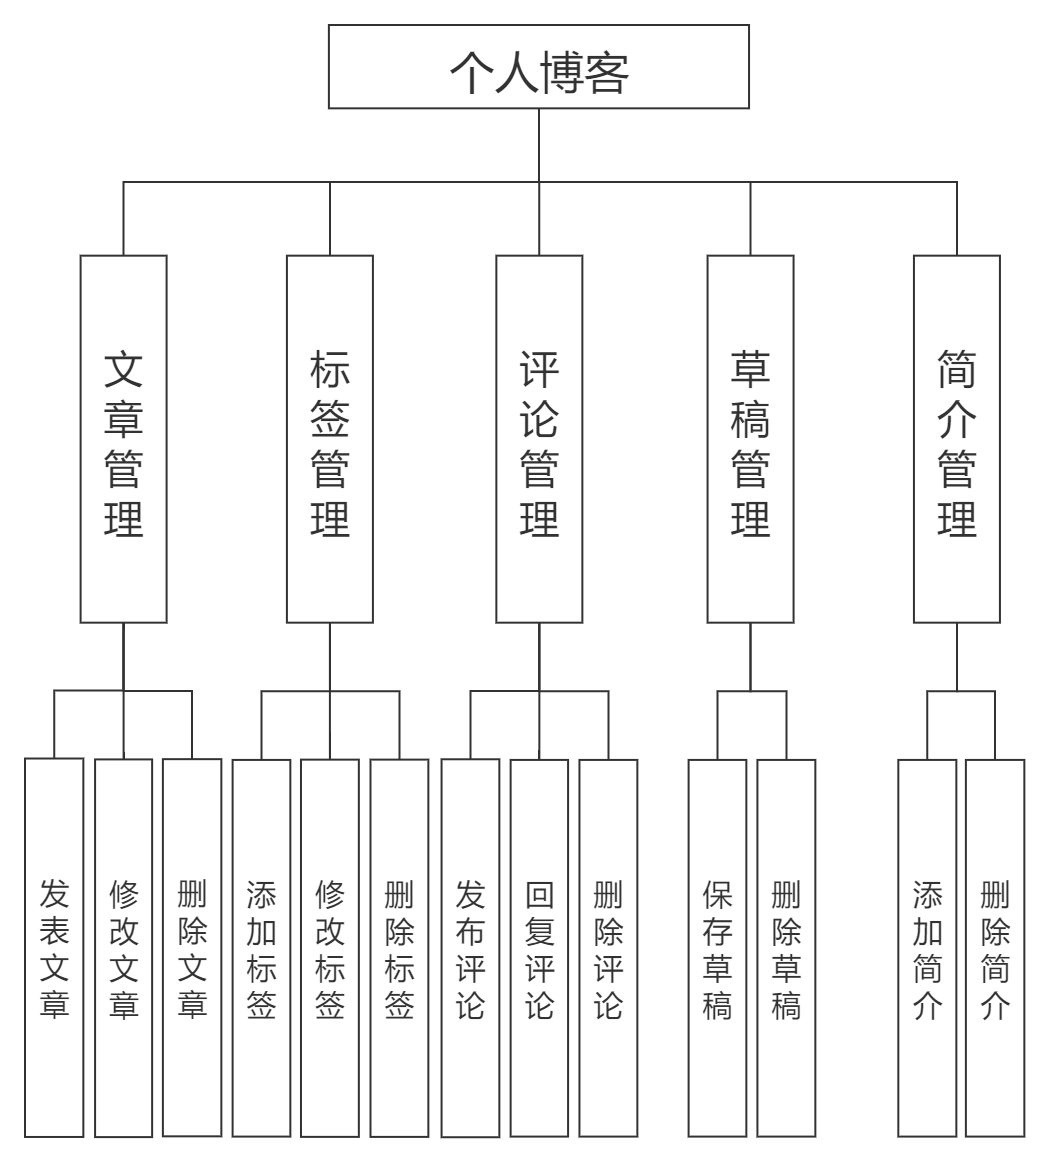 个人博客
文章管理
标签管理
评论管理
草稿管理
简介管理
发表文章
修改文章
删除文章
添加标签
修改标签
删除标签
发布评论
回复评论
删除评论
保存草稿
删除草稿
添加简介
删除简介